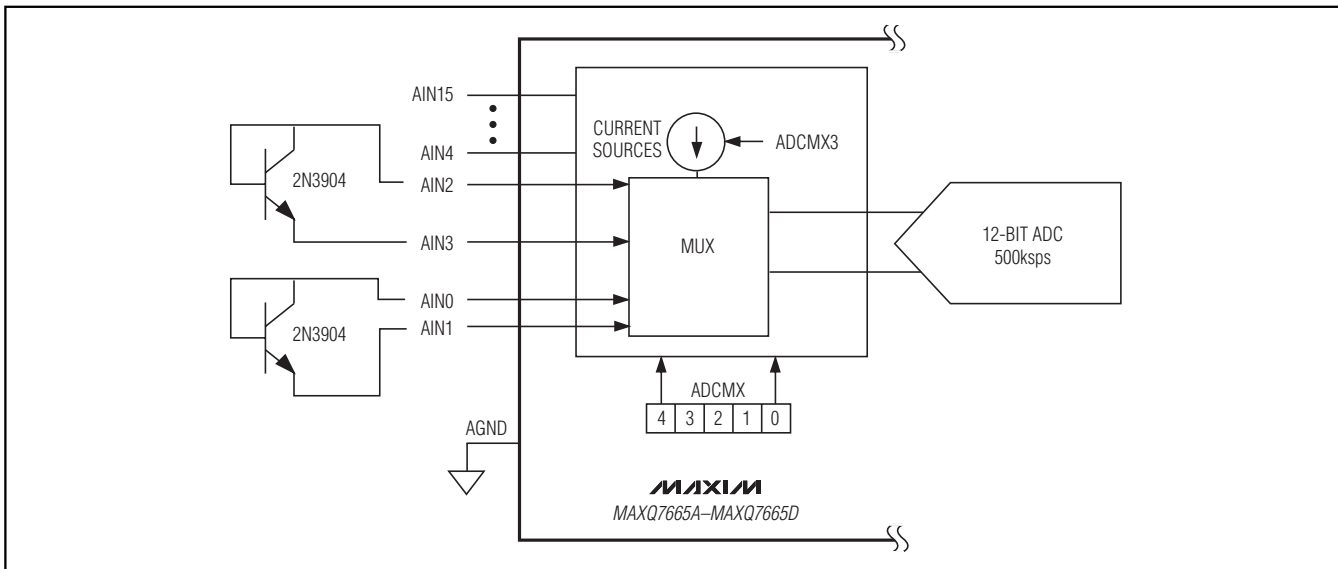 AIN15
AIN4
CURRENT
SOURCES
ADCMX3
2N3904
AIN2
AIN3
MUX
12-BIT ADC
500ksps
AIN0
2N3904
AIN1
ADCMX
4 3 2 1 0
AGND
MAXIM
MAXQ7665A–MAXQ7665D